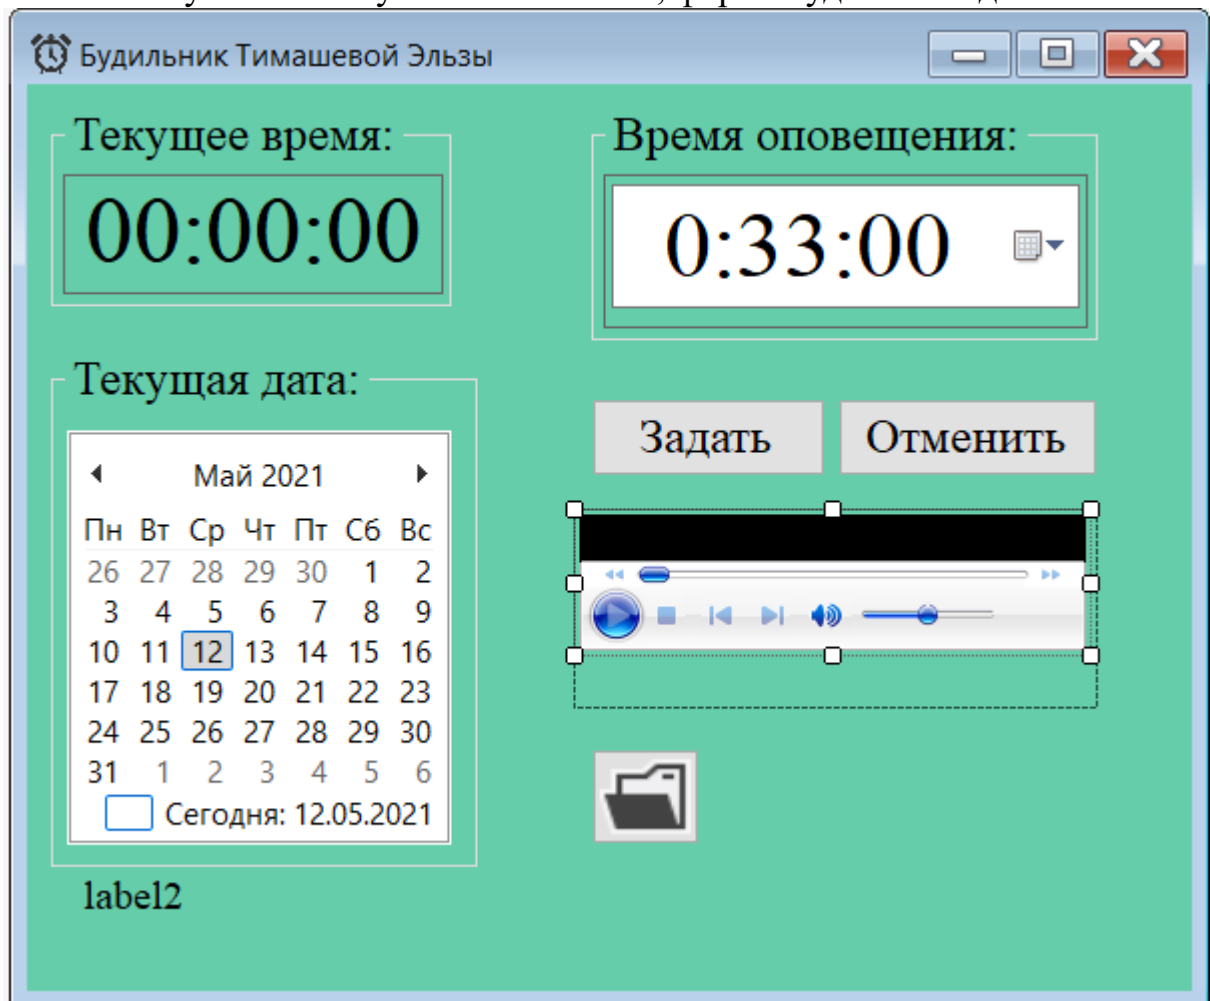 Будильник Тимашевой Эльзы
Текущее время:
00:00:00
Время оповещения:
0:33:00
Текущая дата:
Май 2021
Пн Вт Ср Чт Пт Сб Вс
26 27 28 29 30 1 2
3 4 5 6 7 8 9
10 11 12 13 14 15 16
17 18 19 20 21 22 23
24 25 26 27 28 29 30
31 1 2 3 4 5 6
Сегодня: 12.05.2021
Задать
Отменить
label2